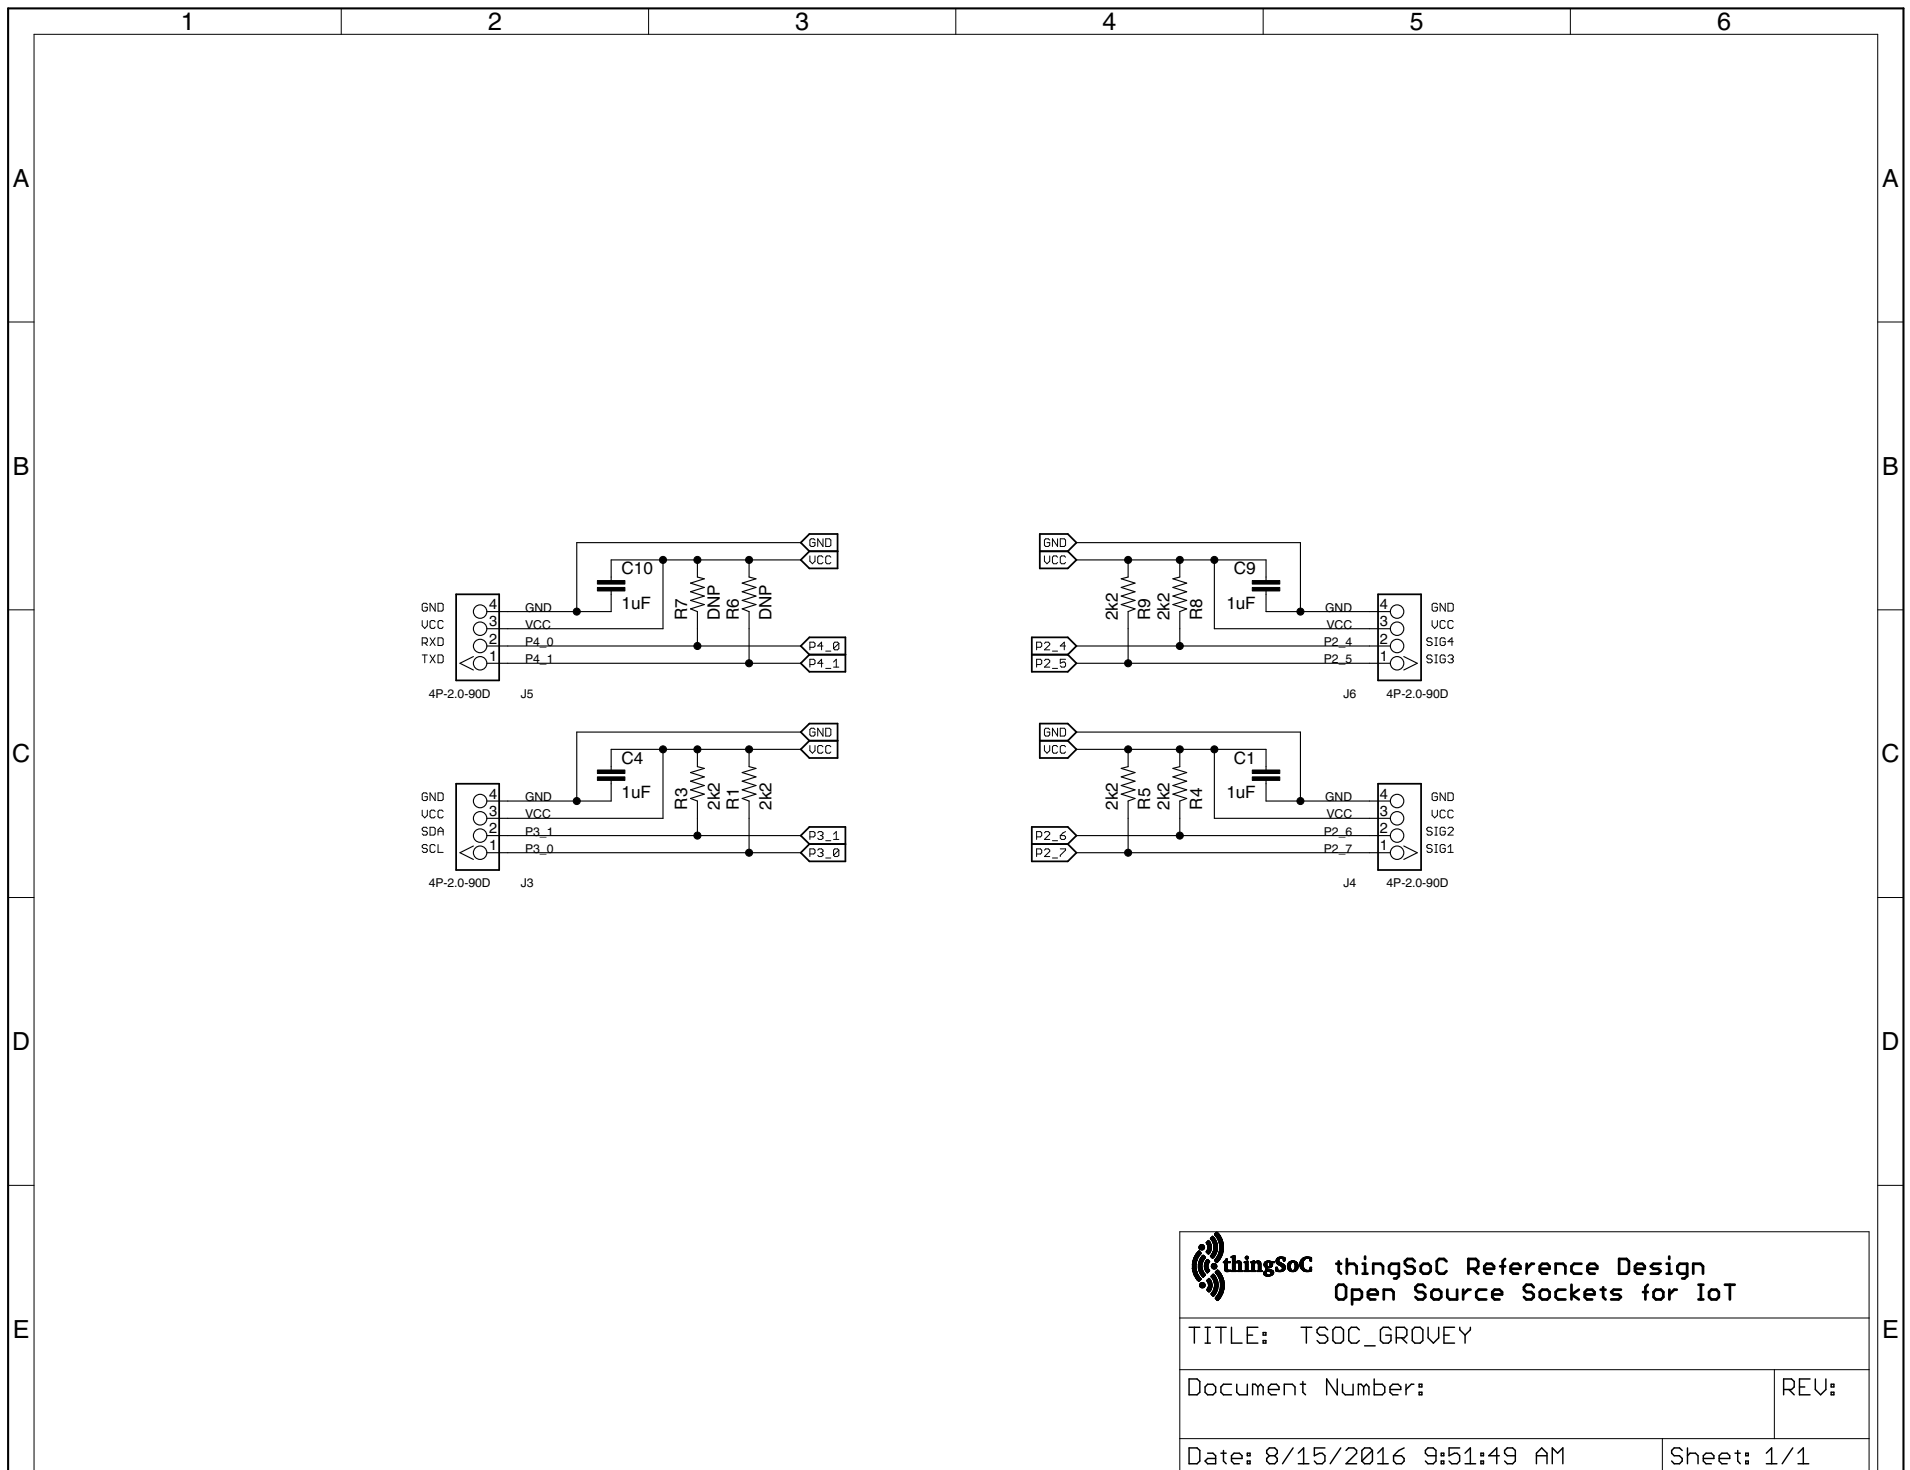 1 2 3 4 5 6
A A
B B
C C
D D
E E
GND
VCC
C10
1uF
R7
DNP
R6
DNP
GND 4 GND
VCC 3 VCC
RXD 2 P4_0 P4_0
TXD 1 P4_1 P4_1
4P-2.0-90D J5
GND
VCC
C9
1uF
2k2
R9
2k2
R8
GND 4 GND
VCC 3 VCC
P2_4 P2_4 2 SIG4
P2_5 P2_5 1 SIG3
J6 4P-2.0-90D
GND
VCC
C4
1uF
R3
2k2
R1
2k2
GND 4 GND
VCC 3 VCC
SDA 2 P3_1 P3_1
SCL 1 P3_0 P3_0
4P-2.0-90D J3
GND
VCC
C1
1uF
2k2
R5
2k2
R4
GND 4 GND
VCC 3 VCC
P2_6 P2_6 2 SIG2
P2_7 P2_7 1 SIG1
J4 4P-2.0-90D
thingSoC
thingSoC Reference Design
Open Source Sockets for IoT
TITLE: TSOC_GROVEY
Document Number:
REV:
Date: 8/15/2016 9:51:49 AM
Sheet: 1/1